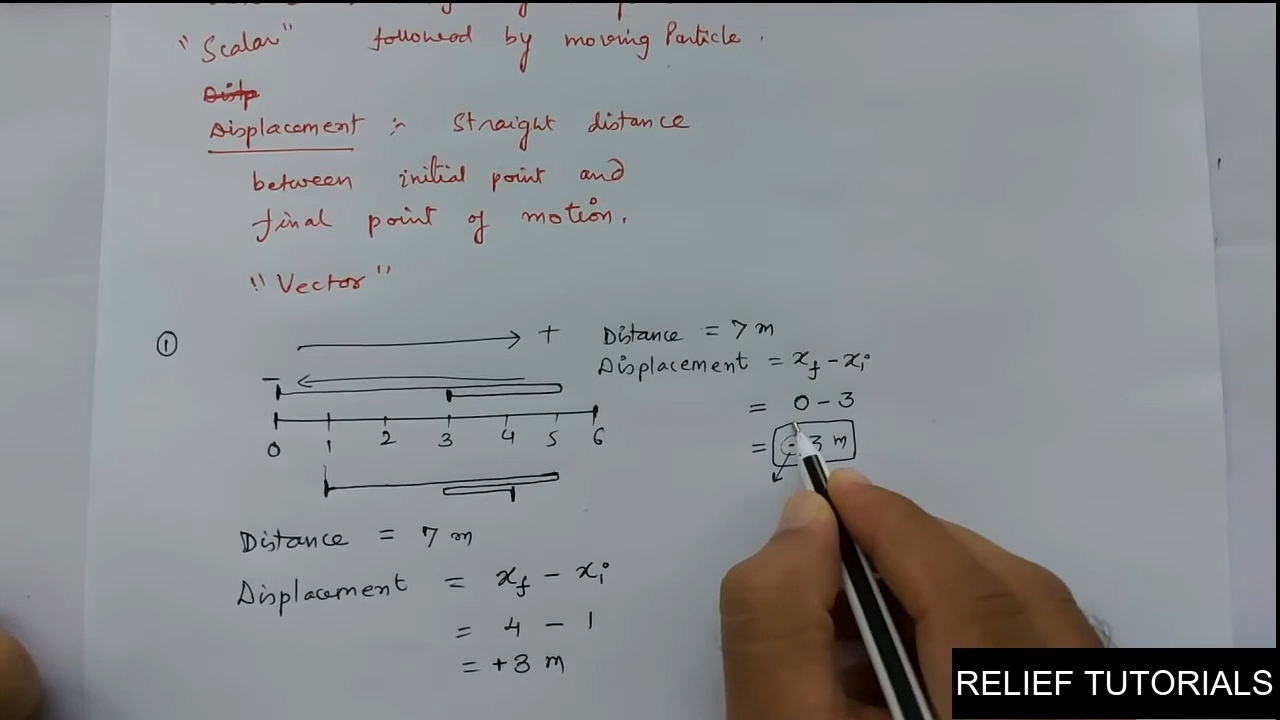 "Scalar" followed by moving Particle.
Disp
Displacement :- Straight distance
between initial point and
final point of motion.
"Vector"
① + Distance = 7 m
Displacement = xf - xi
-
= 0 - 3
0 1 2 3 4 5 6
= -3 m
Distance = 7 m
Displacement = xf - xi
= 4 - 1
= +3 m
RELIEF TUTORIALS